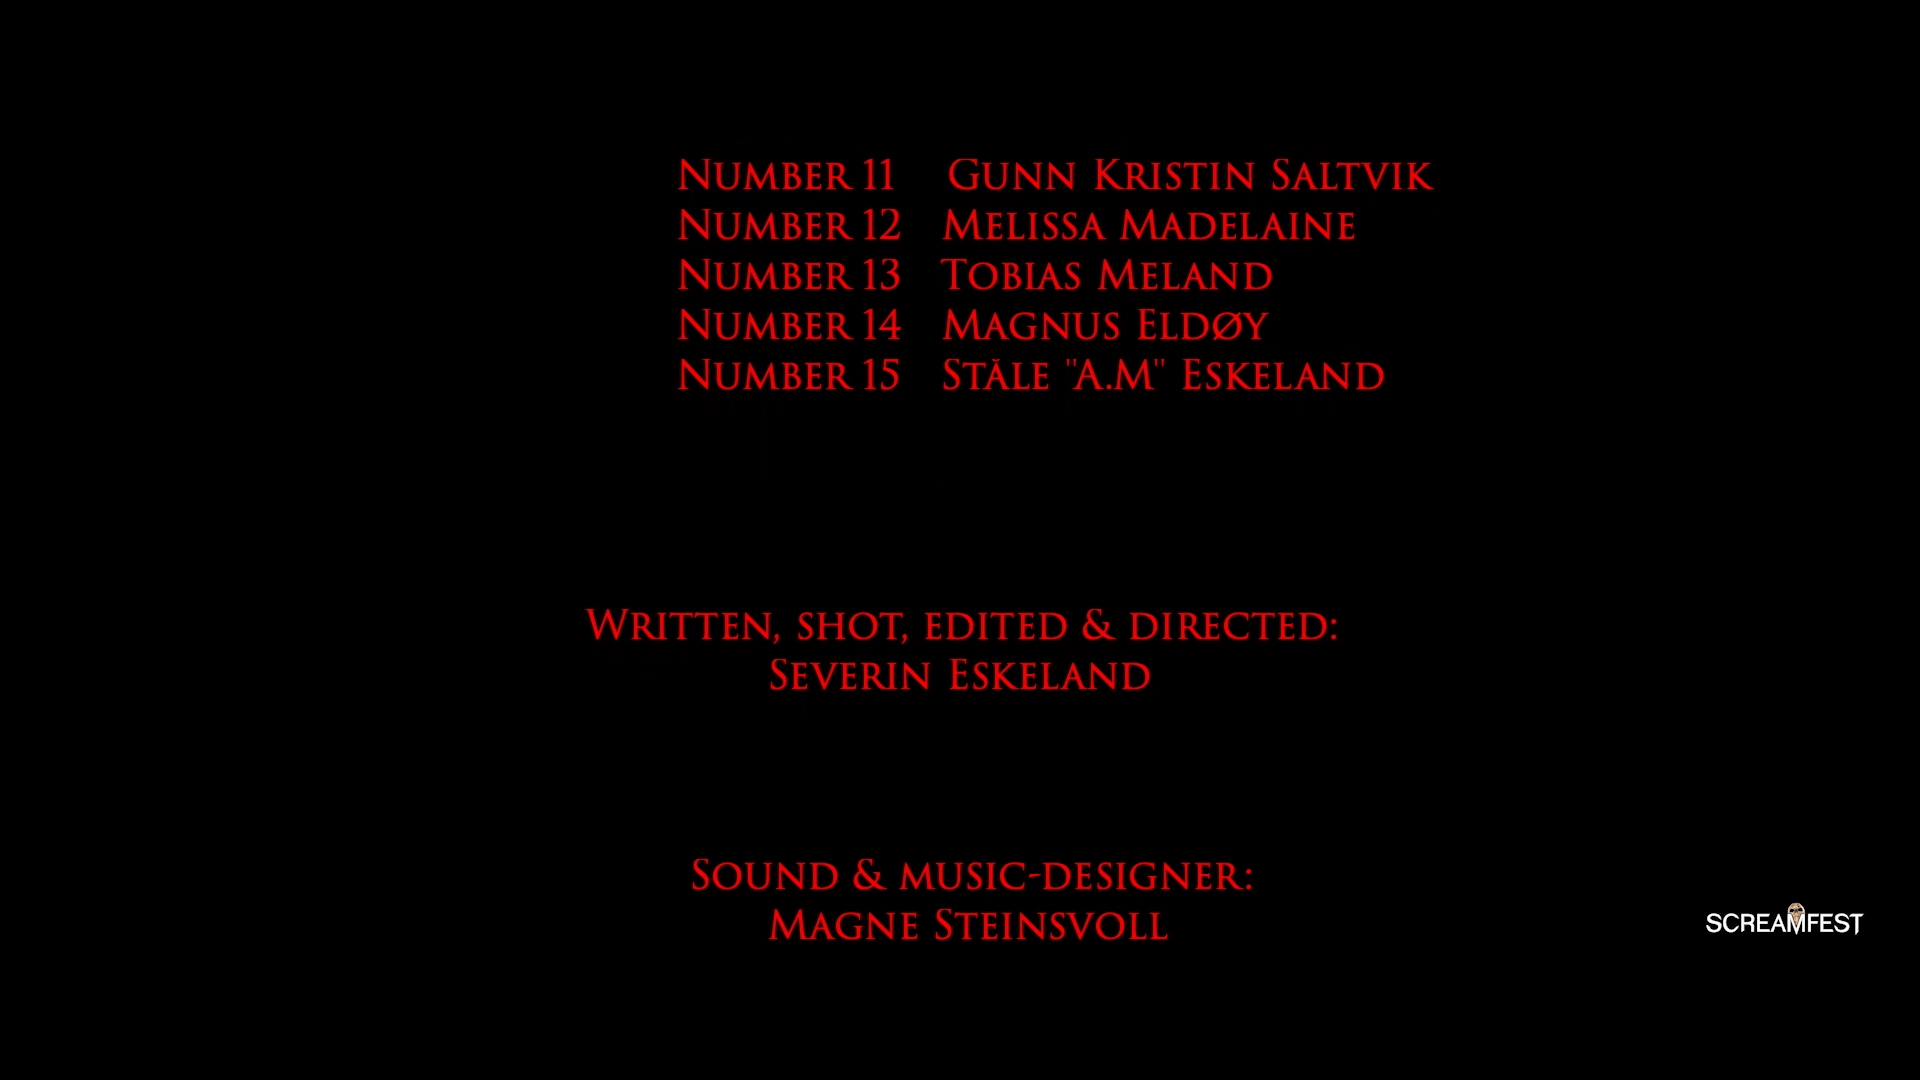 Number 11 Gunn Kristin Saltvik
Number 12 Melissa Madelaine
Number 13 Tobias Meland
Number 14 Magnus Eldøy
Number 15 Ståle "A.M" Eskeland
Written, shot, edited & directed:
Severin Eskeland
Sound & music-designer:
Magne Steinsvoll
SCREAMFEST